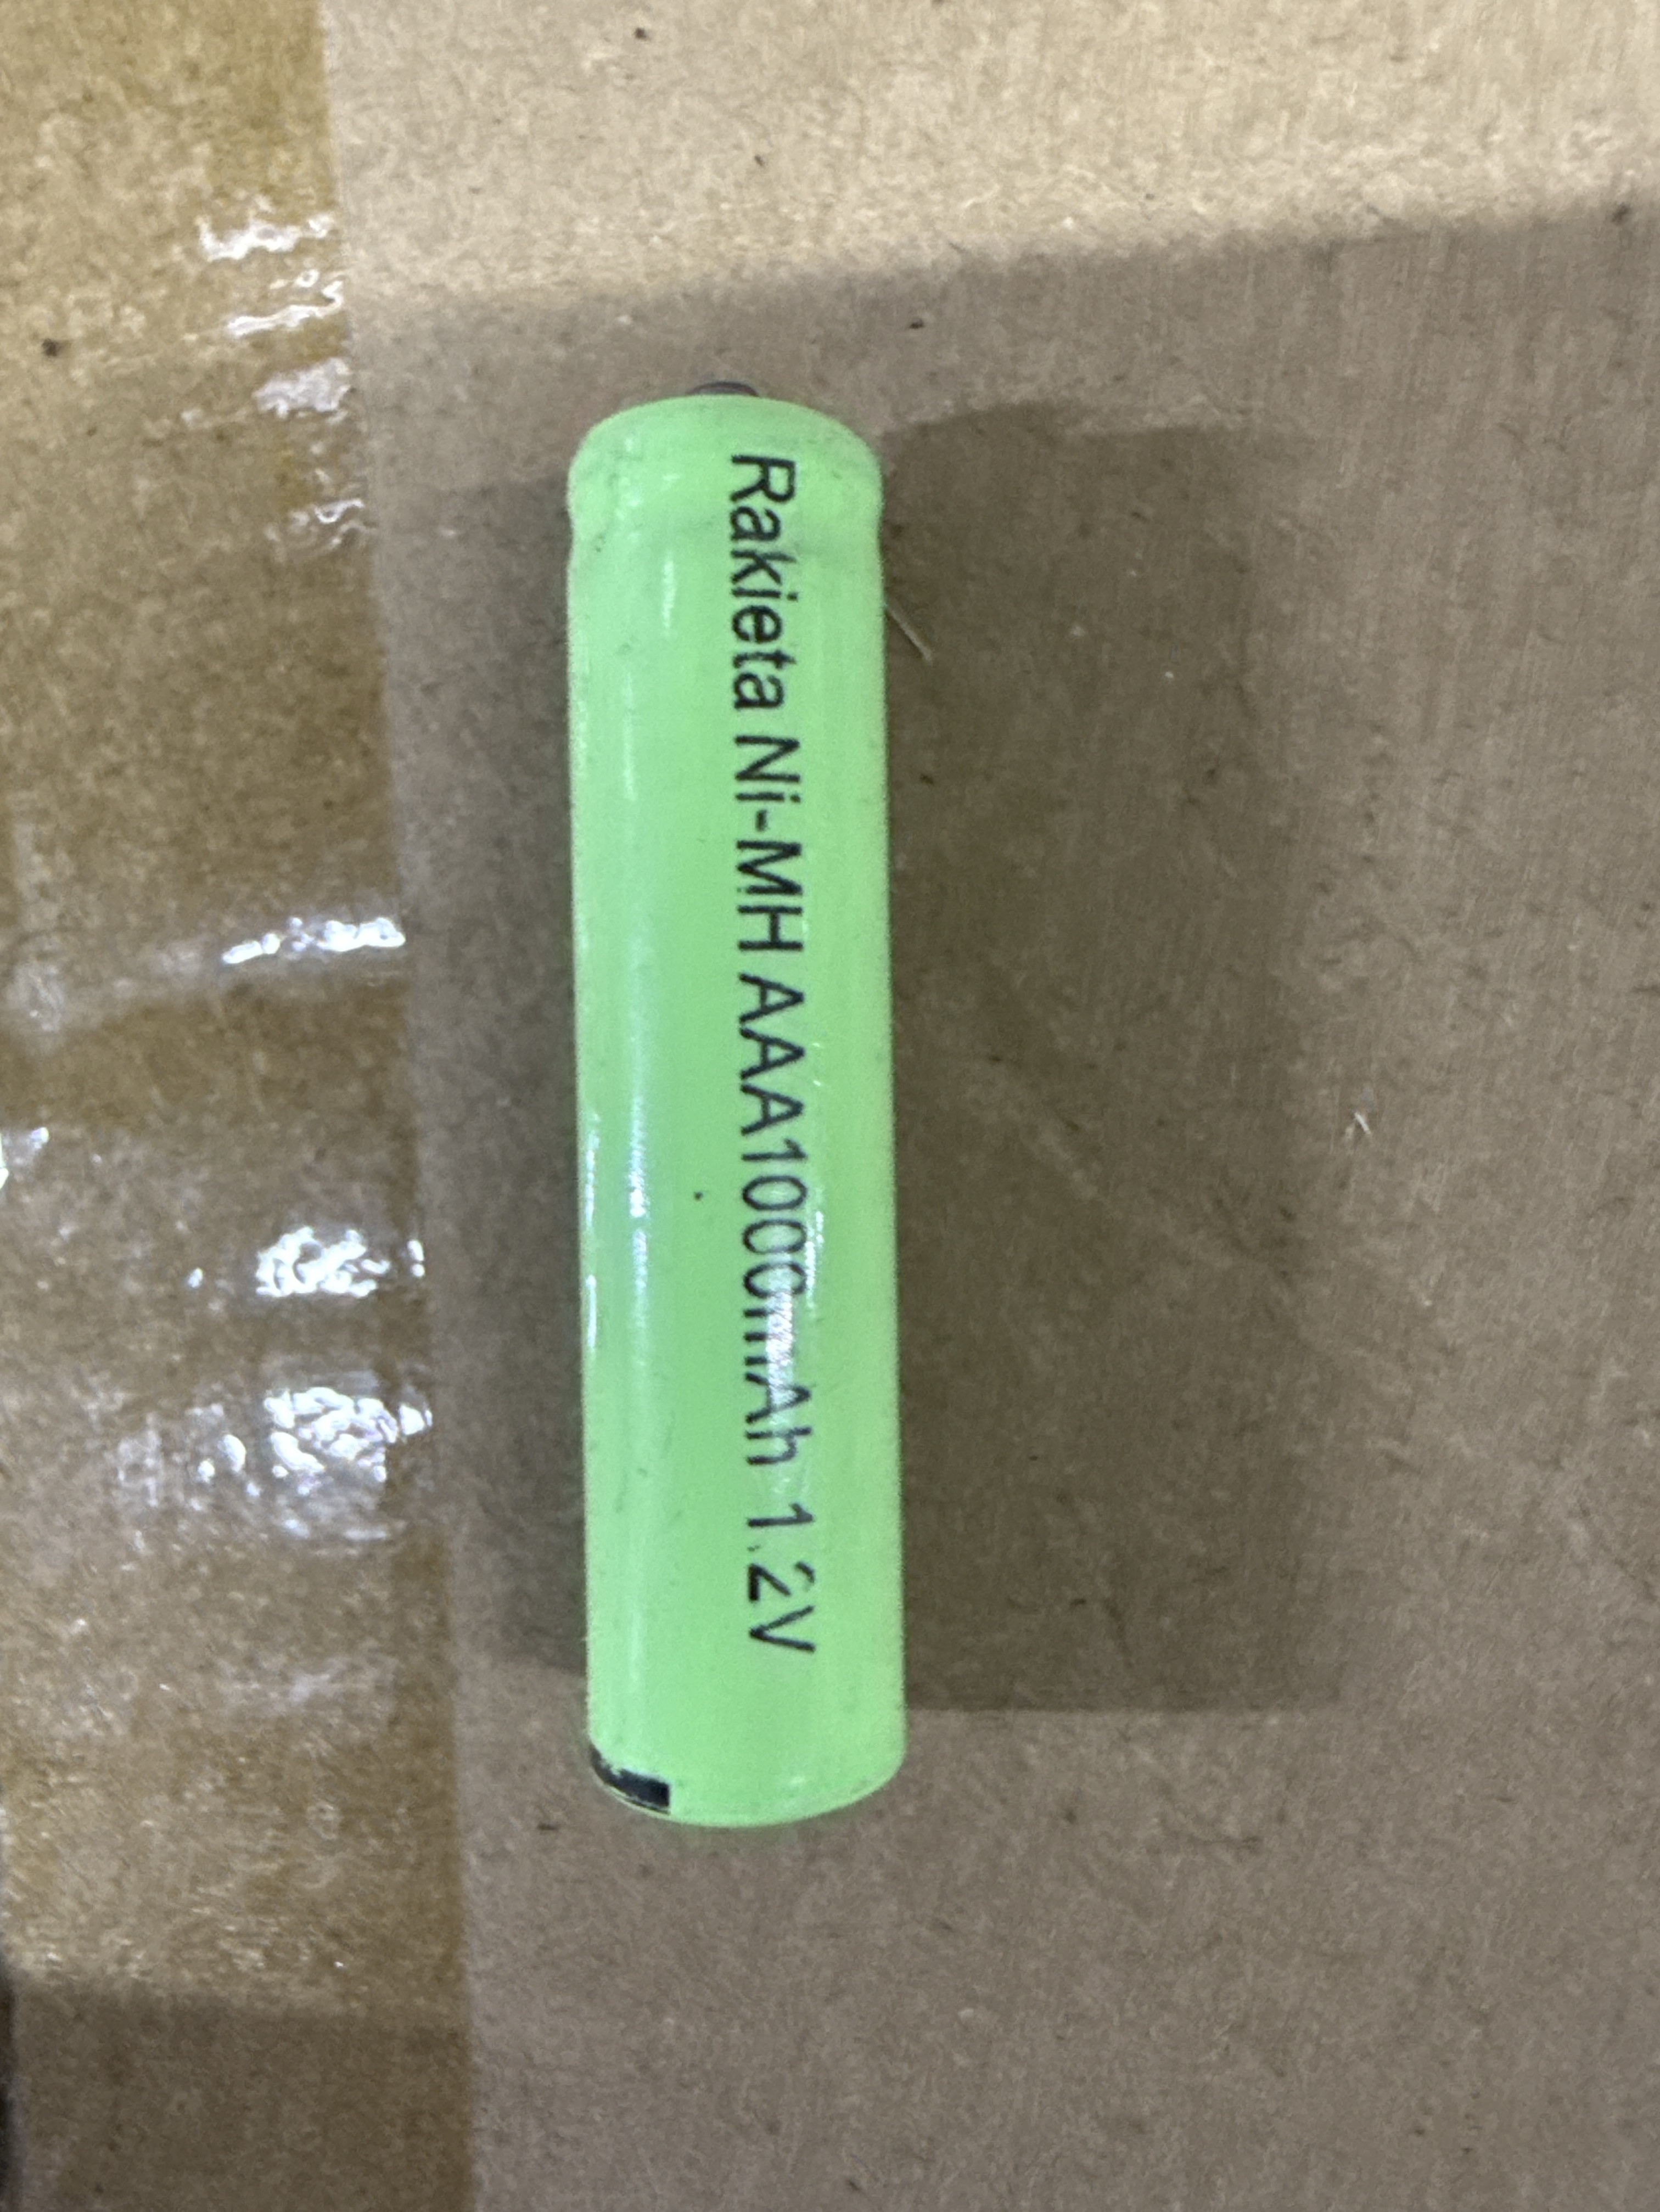 Rakieta Ni-MH AAA1000mAh 1.2V